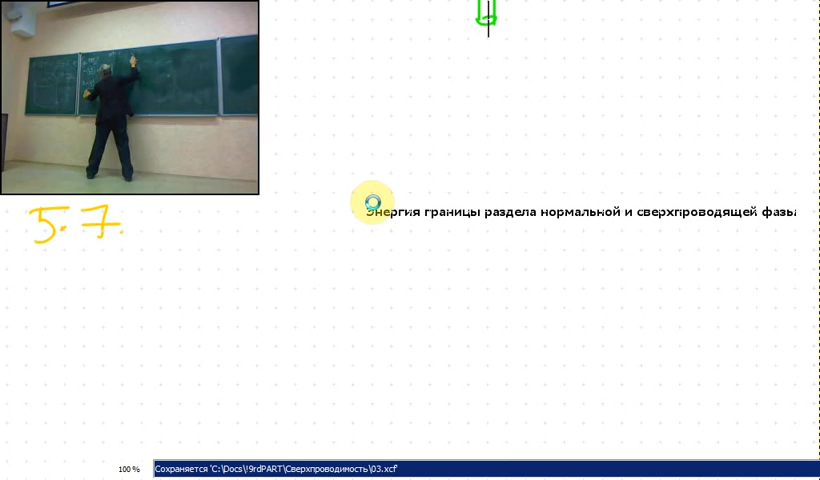 5.7.
Энергия границы раздела нормальной и сверхпроводящей фазы
100 %
Сохраняется 'C:\Docs\!9rdPART\Сверхпроводимость\03.xcf'